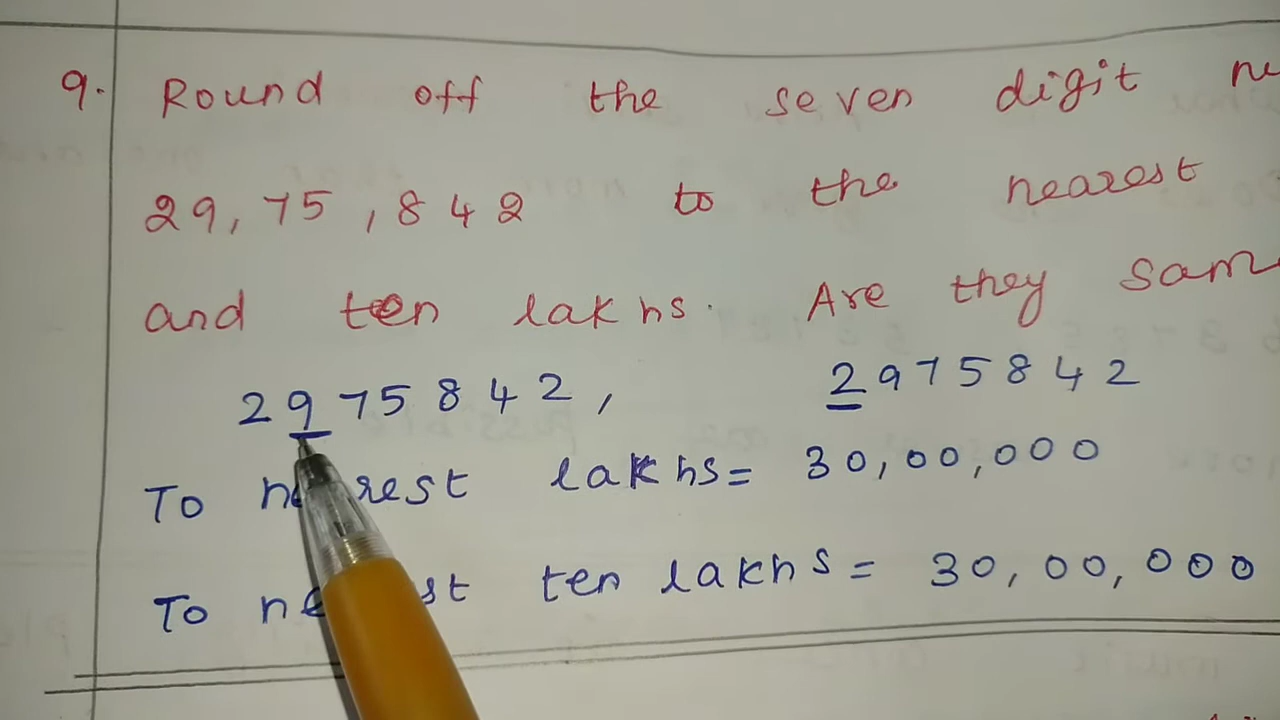 9. Round off the seven digit
29,75,842 to the nearest
and ten lakhs. Are they sam
2975842, 2975842
To nearest lakhs = 30,00,000
To ten lakhs = 30,00,000